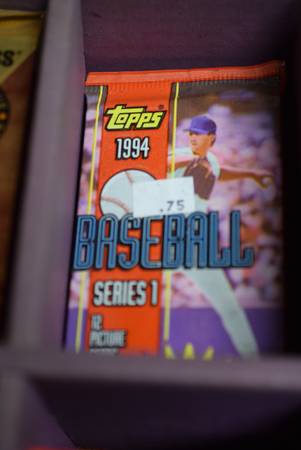 TOPPS
1994
.75
BASEBALL
SERIES 1
12
PICTURE